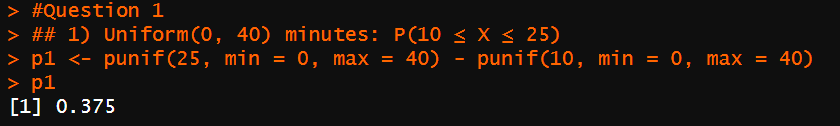 > #Question 1
> ## 1) Uniform(0, 40) minutes: P(10 ≤ X ≤ 25)
> p1 <- punif(25, min = 0, max = 40) - punif(10, min = 0, max = 40)
> p1
[1] 0.375